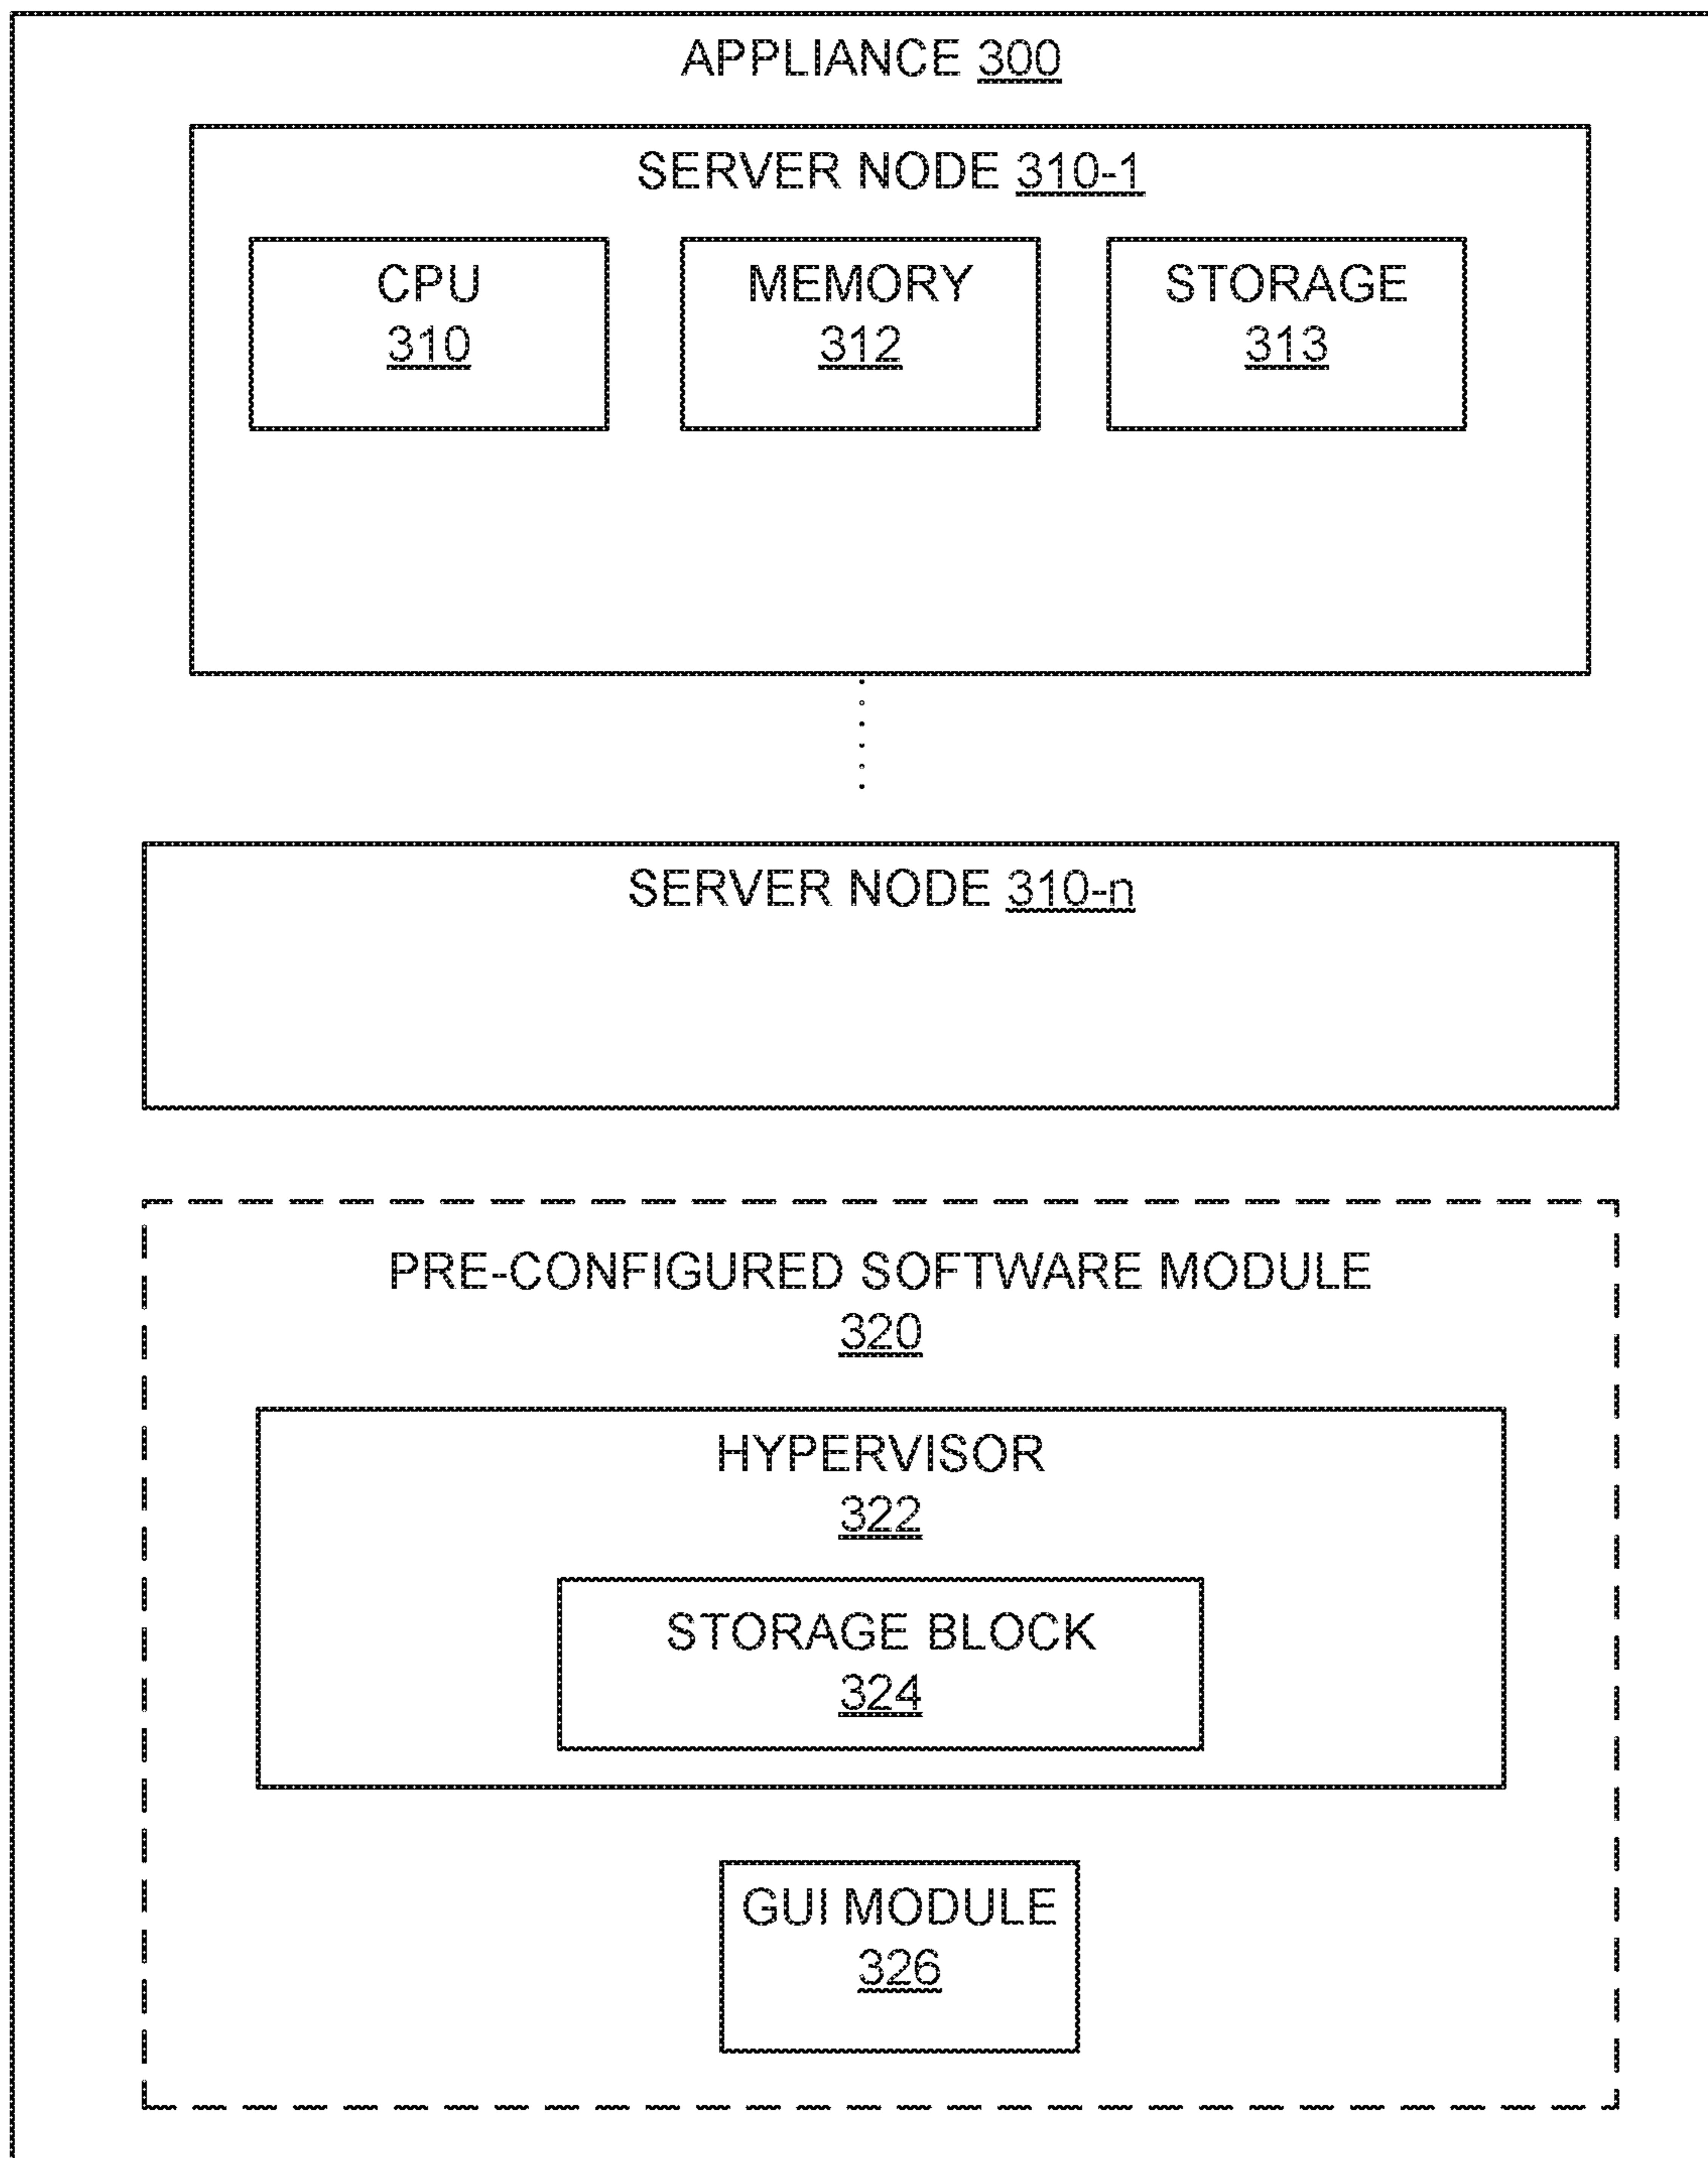 APPLIANCE 300
SERVER NODE 310-1
CPU
310
MEMORY
312
STORAGE
313
SERVER NODE 310-n
PRE-CONFIGURED SOFTWARE MODULE
320
HYPERVISOR
322
STORAGE BLOCK
324
GUI MODULE
326